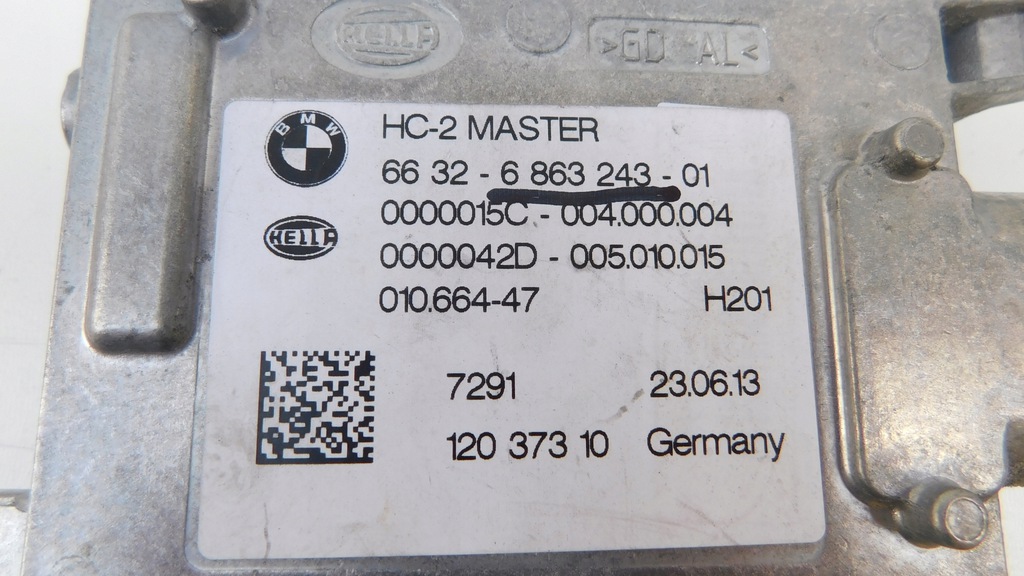 HELLA
>GD AL<
BMW
HC-2 MASTER
66 32 - 6 863 243 - 01
0000015C - 004.000.004
HELLA
0000042D - 005.010.015
010.664-47 H201
7291 23.06.13
120 373 10 Germany